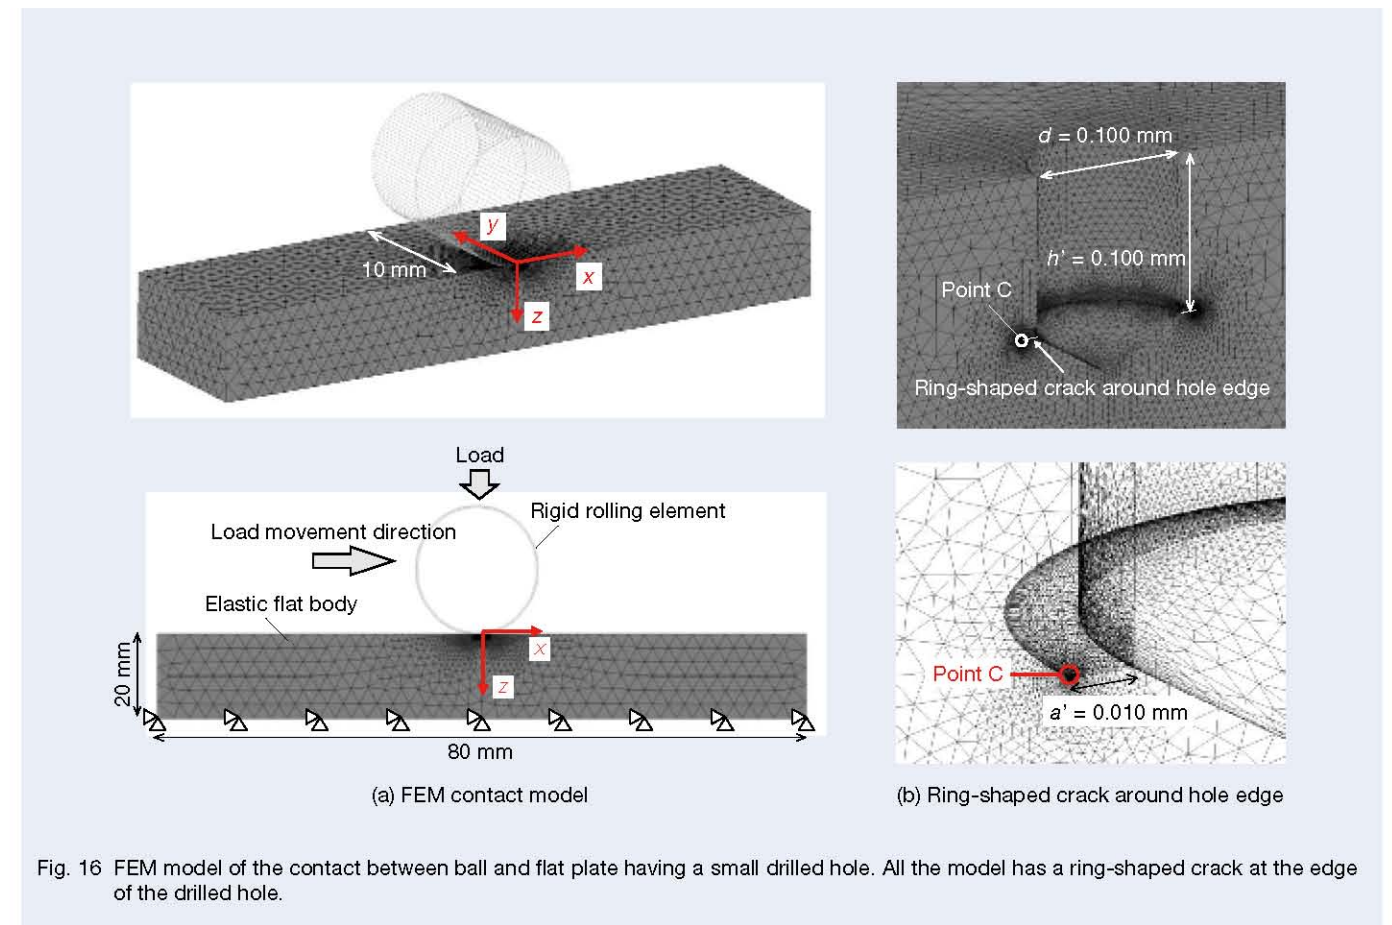 y
10 mm
x
z
d = 0.100 mm
h' = 0.100 mm
Point C
Ring-shaped crack around hole edge
Load
Rigid rolling element
Load movement direction
Elastic flat body
20 mm
x
z
80 mm
Point C
a' = 0.010 mm
(a) FEM contact model
(b) Ring-shaped crack around hole edge
Fig. 16 FEM model of the contact between ball and flat plate having a small drilled hole. All the model has a ring-shaped crack at the edge
of the drilled hole.